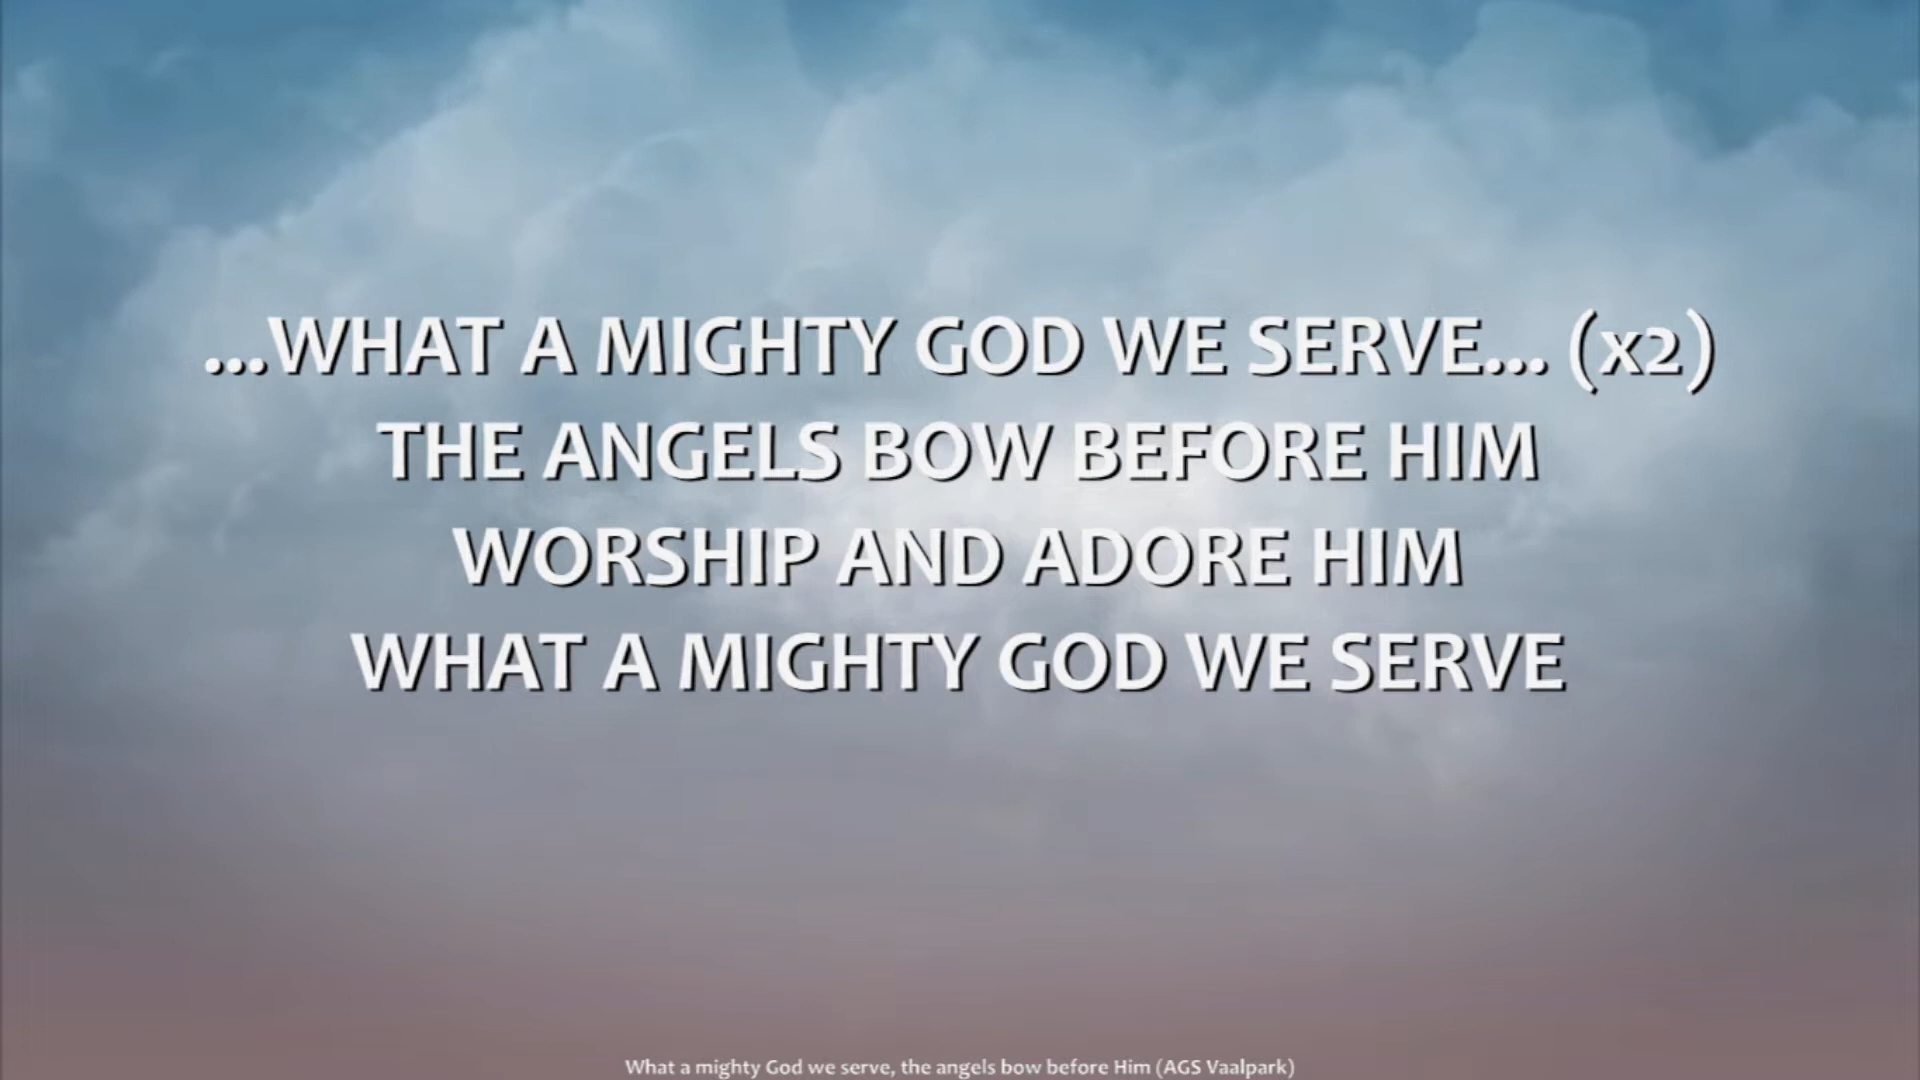 ...WHAT A MIGHTY GOD WE SERVE... (x2)
THE ANGELS BOW BEFORE HIM
WORSHIP AND ADORE HIM
WHAT A MIGHTY GOD WE SERVE
What a mighty God we serve, the angels bow before Him (AGS Vaalpark)